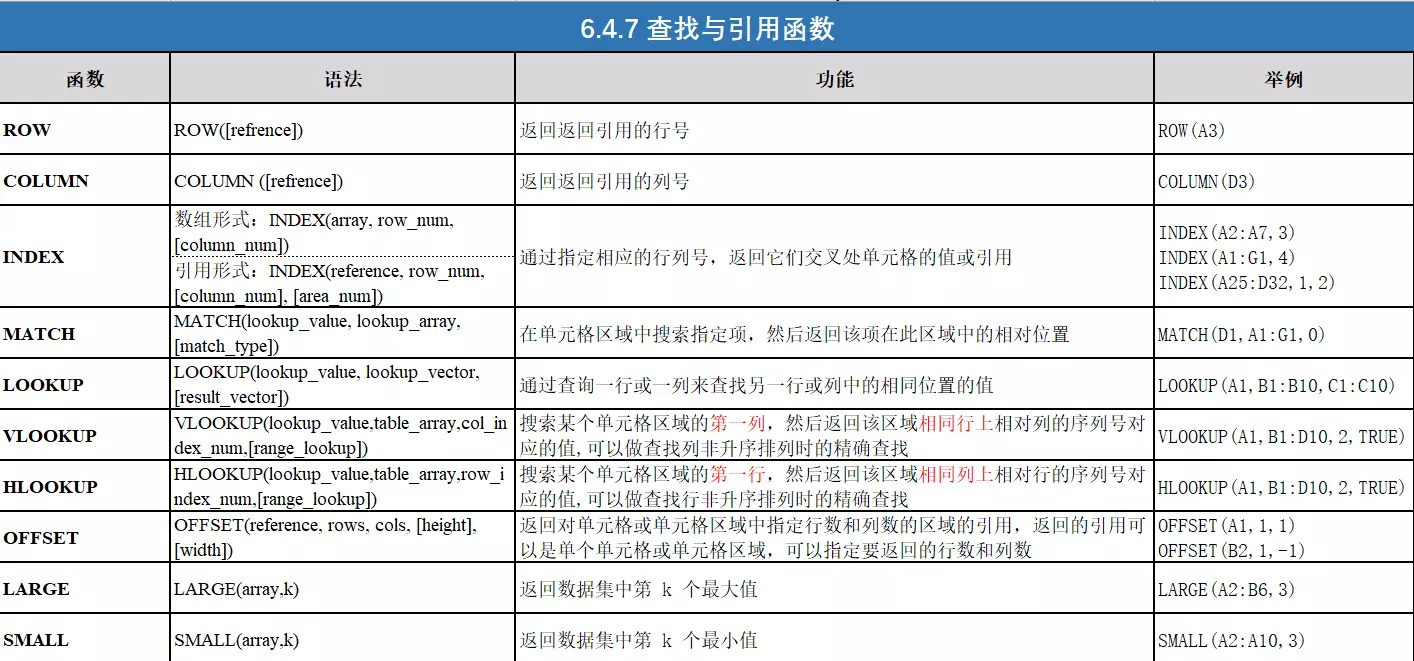 6.4.7 查找与引用函数
函数 语法 功能 举例
ROW ROW([refrence]) 返回返回引用的行号 ROW(A3)
COLUMN COLUMN ([refrence]) 返回返回引用的列号 COLUMN(D3)
INDEX
数组形式：INDEX(array, row_num,
[column_num])
引用形式：INDEX(reference, row_num,
[column_num], [area_num])
通过指定相应的行列号，返回它们交叉处单元格的值或引用
INDEX(A2:A7,3)
INDEX(A1:G1,4)
INDEX(A25:D32,1,2)
MATCH
MATCH(lookup_value, lookup_array,
[match_type])
在单元格区域中搜索指定项，然后返回该项在此区域中的相对位置
MATCH(D1,A1:G1,0)
LOOKUP
LOOKUP(lookup_value, lookup_vector,
[result_vector])
通过查询一行或一列来查找另一行或列中的相同位置的值
LOOKUP(A1,B1:B10,C1:C10)
VLOOKUP
VLOOKUP(lookup_value,table_array,col_in
dex_num,[range_lookup])
搜索某个单元格区域的第一列，然后返回该区域相同行上相对列的序列号对
应的值,可以做查找列非升序排列时的精确查找
VLOOKUP(A1,B1:D10,2,TRUE)
HLOOKUP
HLOOKUP(lookup_value,table_array,row_i
ndex_num,[range_lookup])
搜索某个单元格区域的第一行，然后返回该区域相同列上相对行的序列号对
应的值,可以做查找行非升序排列时的精确查找
HLOOKUP(A1,B1:D10,2,TRUE)
OFFSET
OFFSET(reference, rows, cols, [height],
[width])
返回对单元格或单元格区域中指定行数和列数的区域的引用，返回的引用可
以是单个单元格或单元格区域，可以指定要返回的行数和列数
OFFSET(A1,1,1)
OFFSET(B2,1,-1)
LARGE LARGE(array,k) 返回数据集中第 k 个最大值 LARGE(A2:B6,3)
SMALL SMALL(array,k) 返回数据集中第 k 个最小值 SMALL(A2:A10,3)